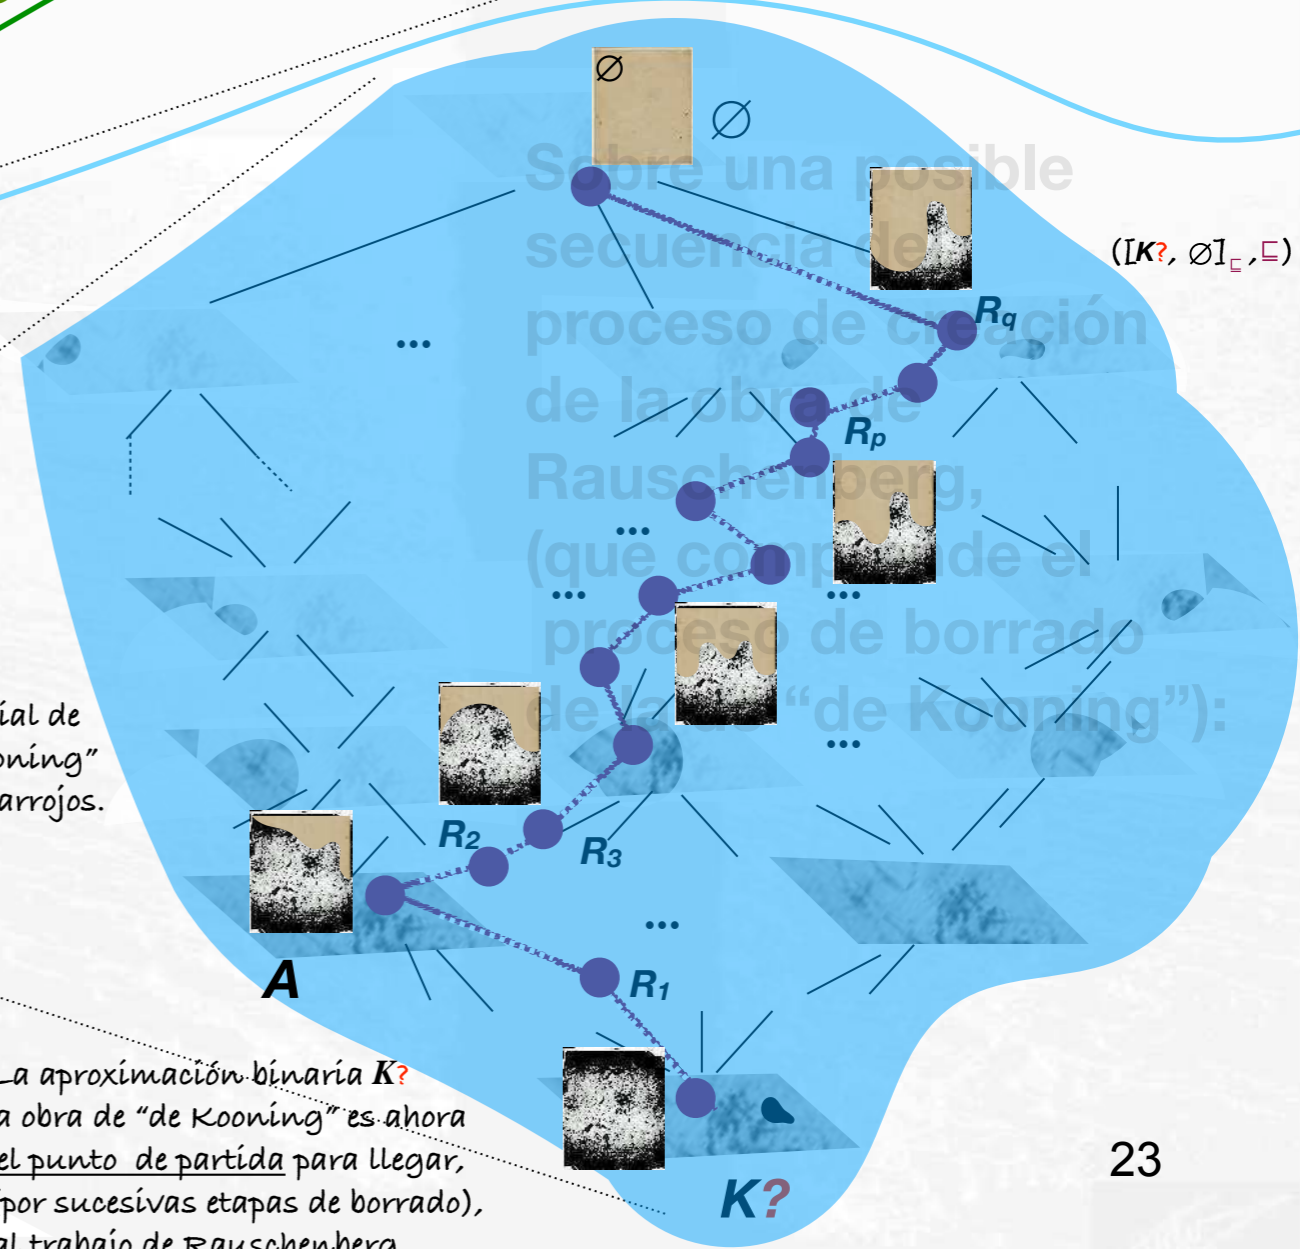 ∅
∅
Sobre una posible
secuencia del
proceso de creación
de la obra de
Rauschenberg,
(que comprende el
proceso de borrado
de la de “de Kooning”):
([K?, ∅]⊑ ,⊑)
Rq
...
Rp
...
...
...
...
ial de
oning”
arrojos.
R2
R3
...
A
R1
La aproximación binaria K?
a obra de “de Kooning” es ahora
el punto de partida para llegar,
por sucesivas etapas de borrado),
al trabajo de Rauschenberg
K?
23